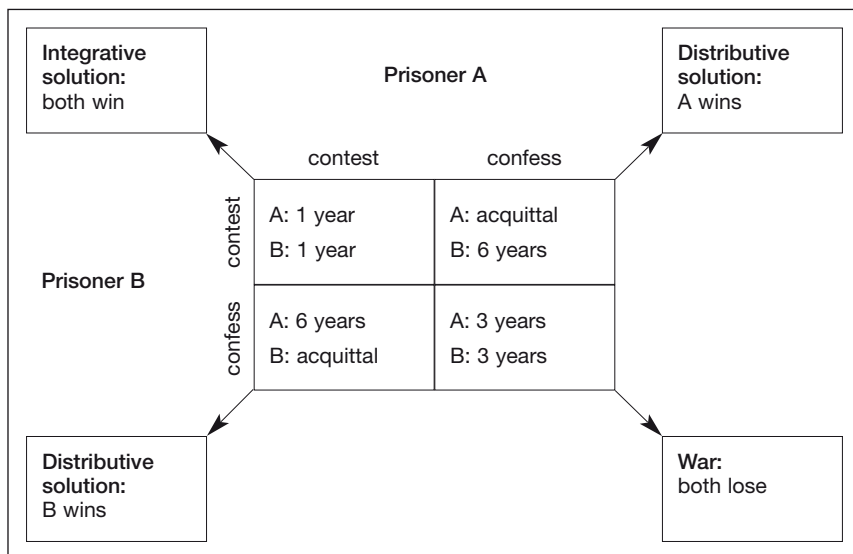 Integrative
solution:
both win
Prisoner A
Distributive
solution:
A wins
contest
confess
contest
A: 1 year
B: 1 year
A: acquittal
B: 6 years
Prisoner B
confess
A: 6 years
B: acquittal
A: 3 years
B: 3 years
Distributive
solution:
B wins
War:
both lose